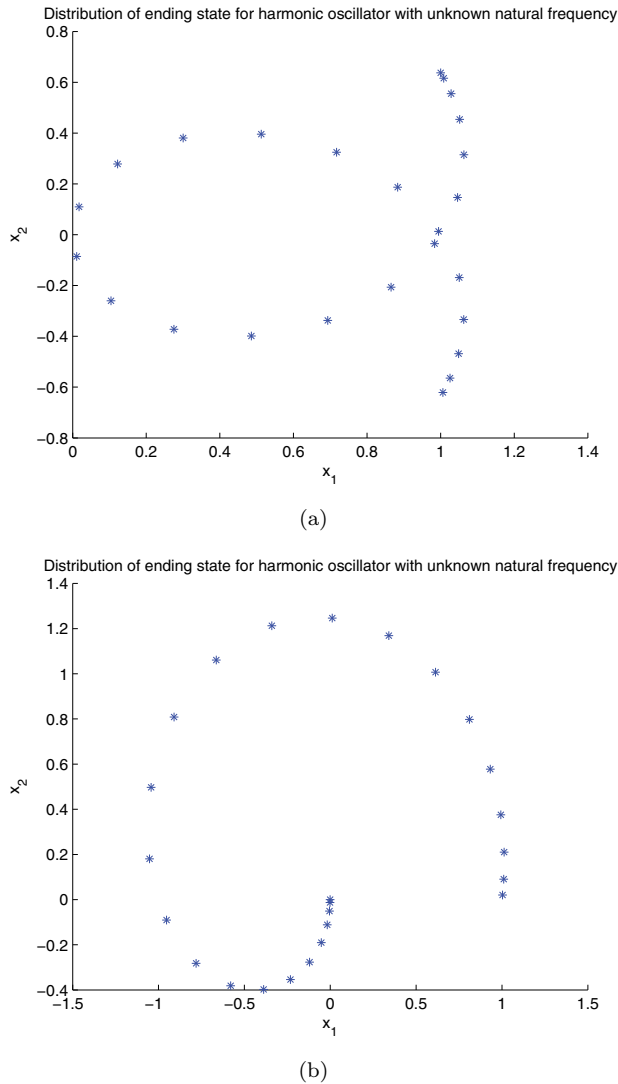 Distribution of ending state for harmonic oscillator with unknown natural frequency
0.8
0.6
0.4
0.2
0
−0.2
−0.4
−0.6
−0.8
x_2
0 0.2 0.4 0.6 0.8 1 1.2 1.4
x_1
(a)
Distribution of ending state for harmonic oscillator with unknown natural frequency
1.4
1.2
1
0.8
0.6
0.4
0.2
0
−0.2
−0.4
x_2
−1.5 −1 −0.5 0 0.5 1 1.5
x_1
(b)